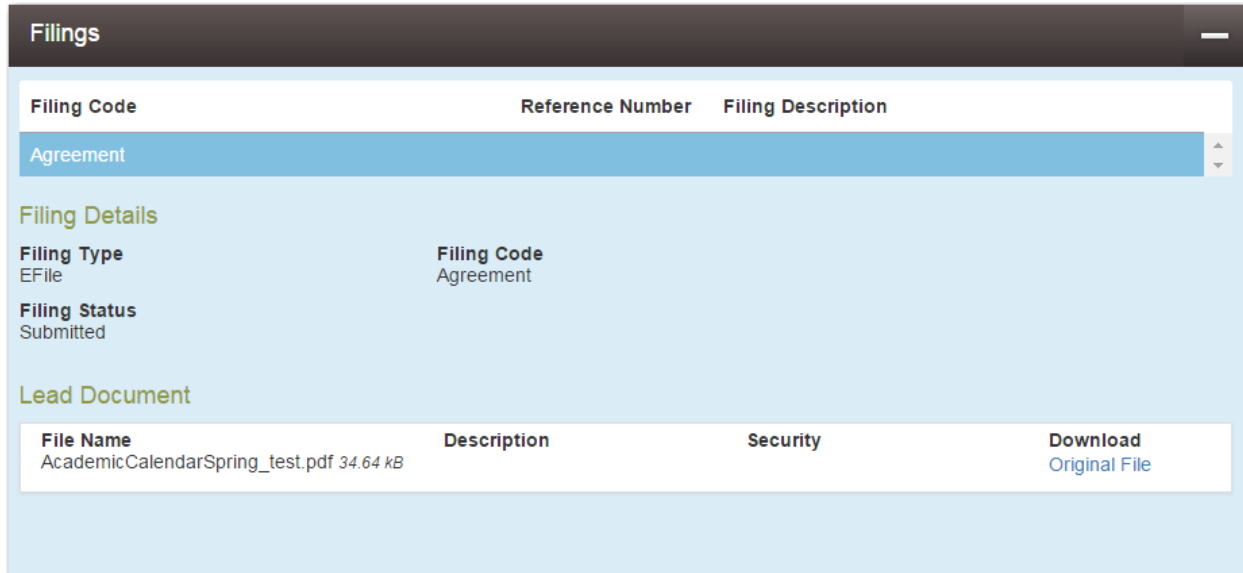 Filings
Filing Code Reference Number Filing Description
Agreement
Filing Details
Filing Type Filing Code
EFile Agreement
Filing Status
Submitted
Lead Document
File Name Description Security Download
AcademicCalendarSpring_test.pdf 34.64 kB Original File